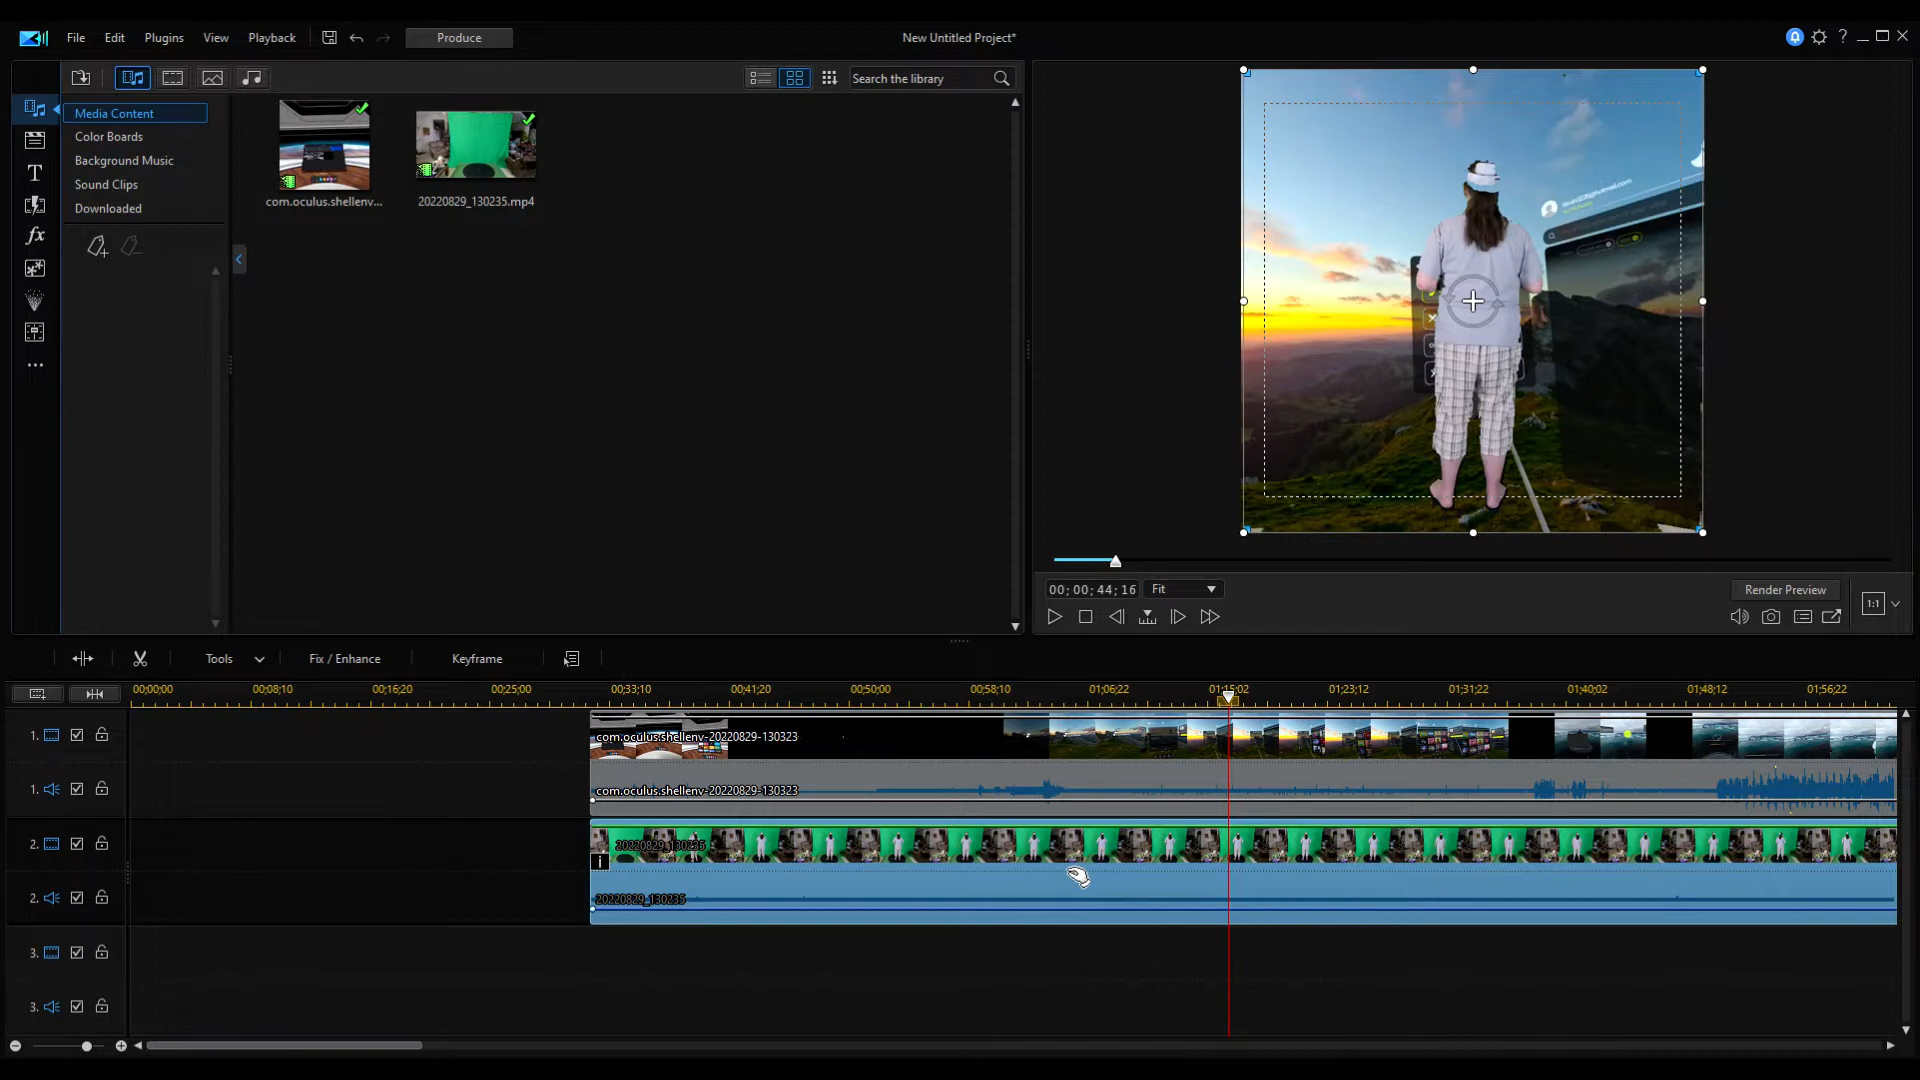 File Edit Plugins View Playback Produce New Untitled Project* ?
Search the library
Media Content
Color Boards
Background Music
Sound Clips
Downloaded
com.oculus.shellenv... 20220829_130235.mp4
T
fx
00;00;44;16 Fit Render Preview
1:1
Tools Fix / Enhance Keyframe
00;00;00 00;08;10 00;16;20 00;25;00 00;33;10 00;41;20 00;50;00 00;58;10 01;06;22 01;15;02 01;23;12 01;31;22 01;40;02 01;48;12 01;56;22
1. com.oculus.shellenv-20220829-130323
1. com.oculus.shellenv-20220829-130323
2. 20220829_130235
i
2. 20220829_130235
3.
3.